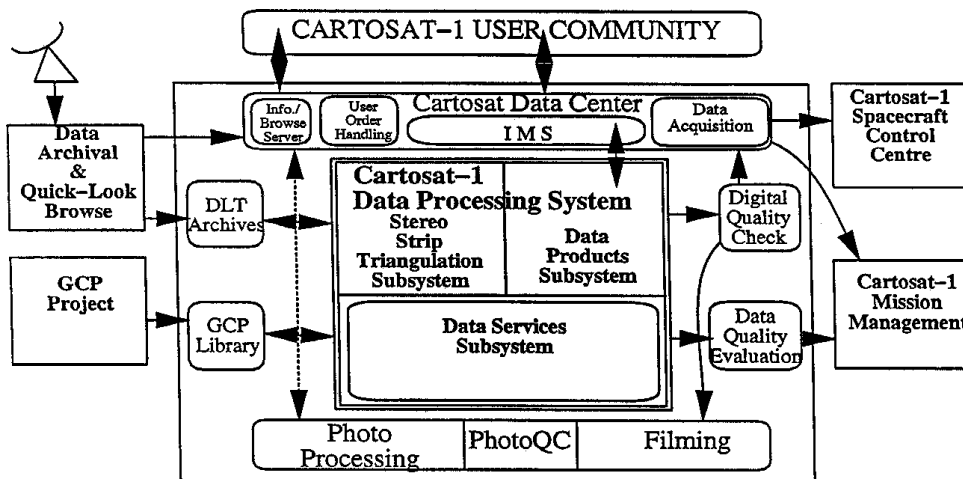 CARTOSAT-1 USER COMMUNITY
Info./
Browse
Server
User
Order
Handling
Cartosat Data Center
I M S
Data
Acquisition
Cartosat-1
Spacecraft
Control
Centre
Data
Archival
&
Quick-Look
Browse
DLT
Archives
Cartosat-1
Data Processing System
Stereo
Strip
Triangulation
Subsystem
Data
Products
Subsystem
Digital
Quality
Check
GCP
Project
GCP
Library
Data Services
Subsystem
Data
Quality
Evaluation
Cartosat-1
Mission
Management
Photo
Processing
PhotoQC
Filming